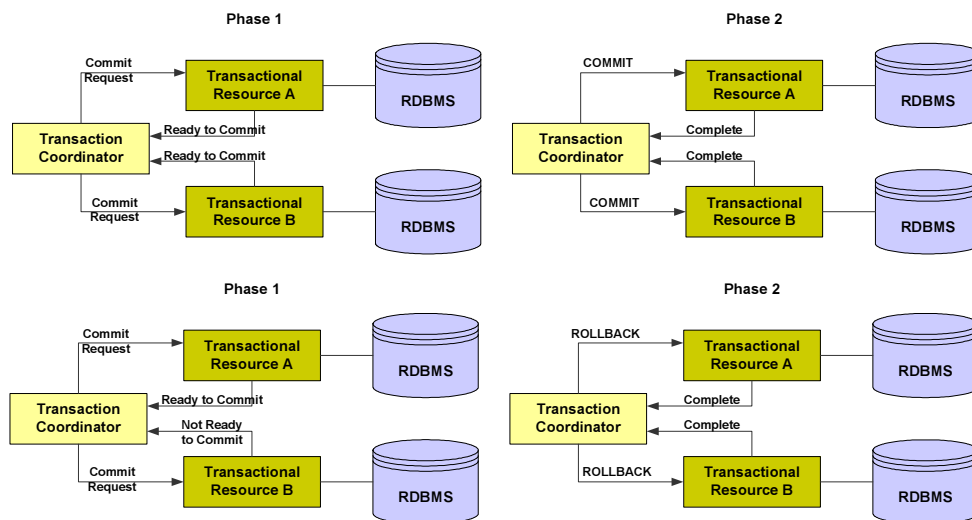 Phase 1
Commit
Request
Transactional
Resource A
RDBMS
Ready to Commit
Transaction
Coordinator
Ready to Commit
Commit
Request
Transactional
Resource B
RDBMS
Phase 2
COMMIT
Transactional
Resource A
RDBMS
Complete
Transaction
Coordinator
Complete
COMMIT
Transactional
Resource B
RDBMS
Phase 1
Commit
Request
Transactional
Resource A
RDBMS
Ready to Commit
Transaction
Coordinator
Not Ready
to Commit
Commit
Request
Transactional
Resource B
RDBMS
Phase 2
ROLLBACK
Transactional
Resource A
RDBMS
Complete
Transaction
Coordinator
Complete
ROLLBACK
Transactional
Resource B
RDBMS